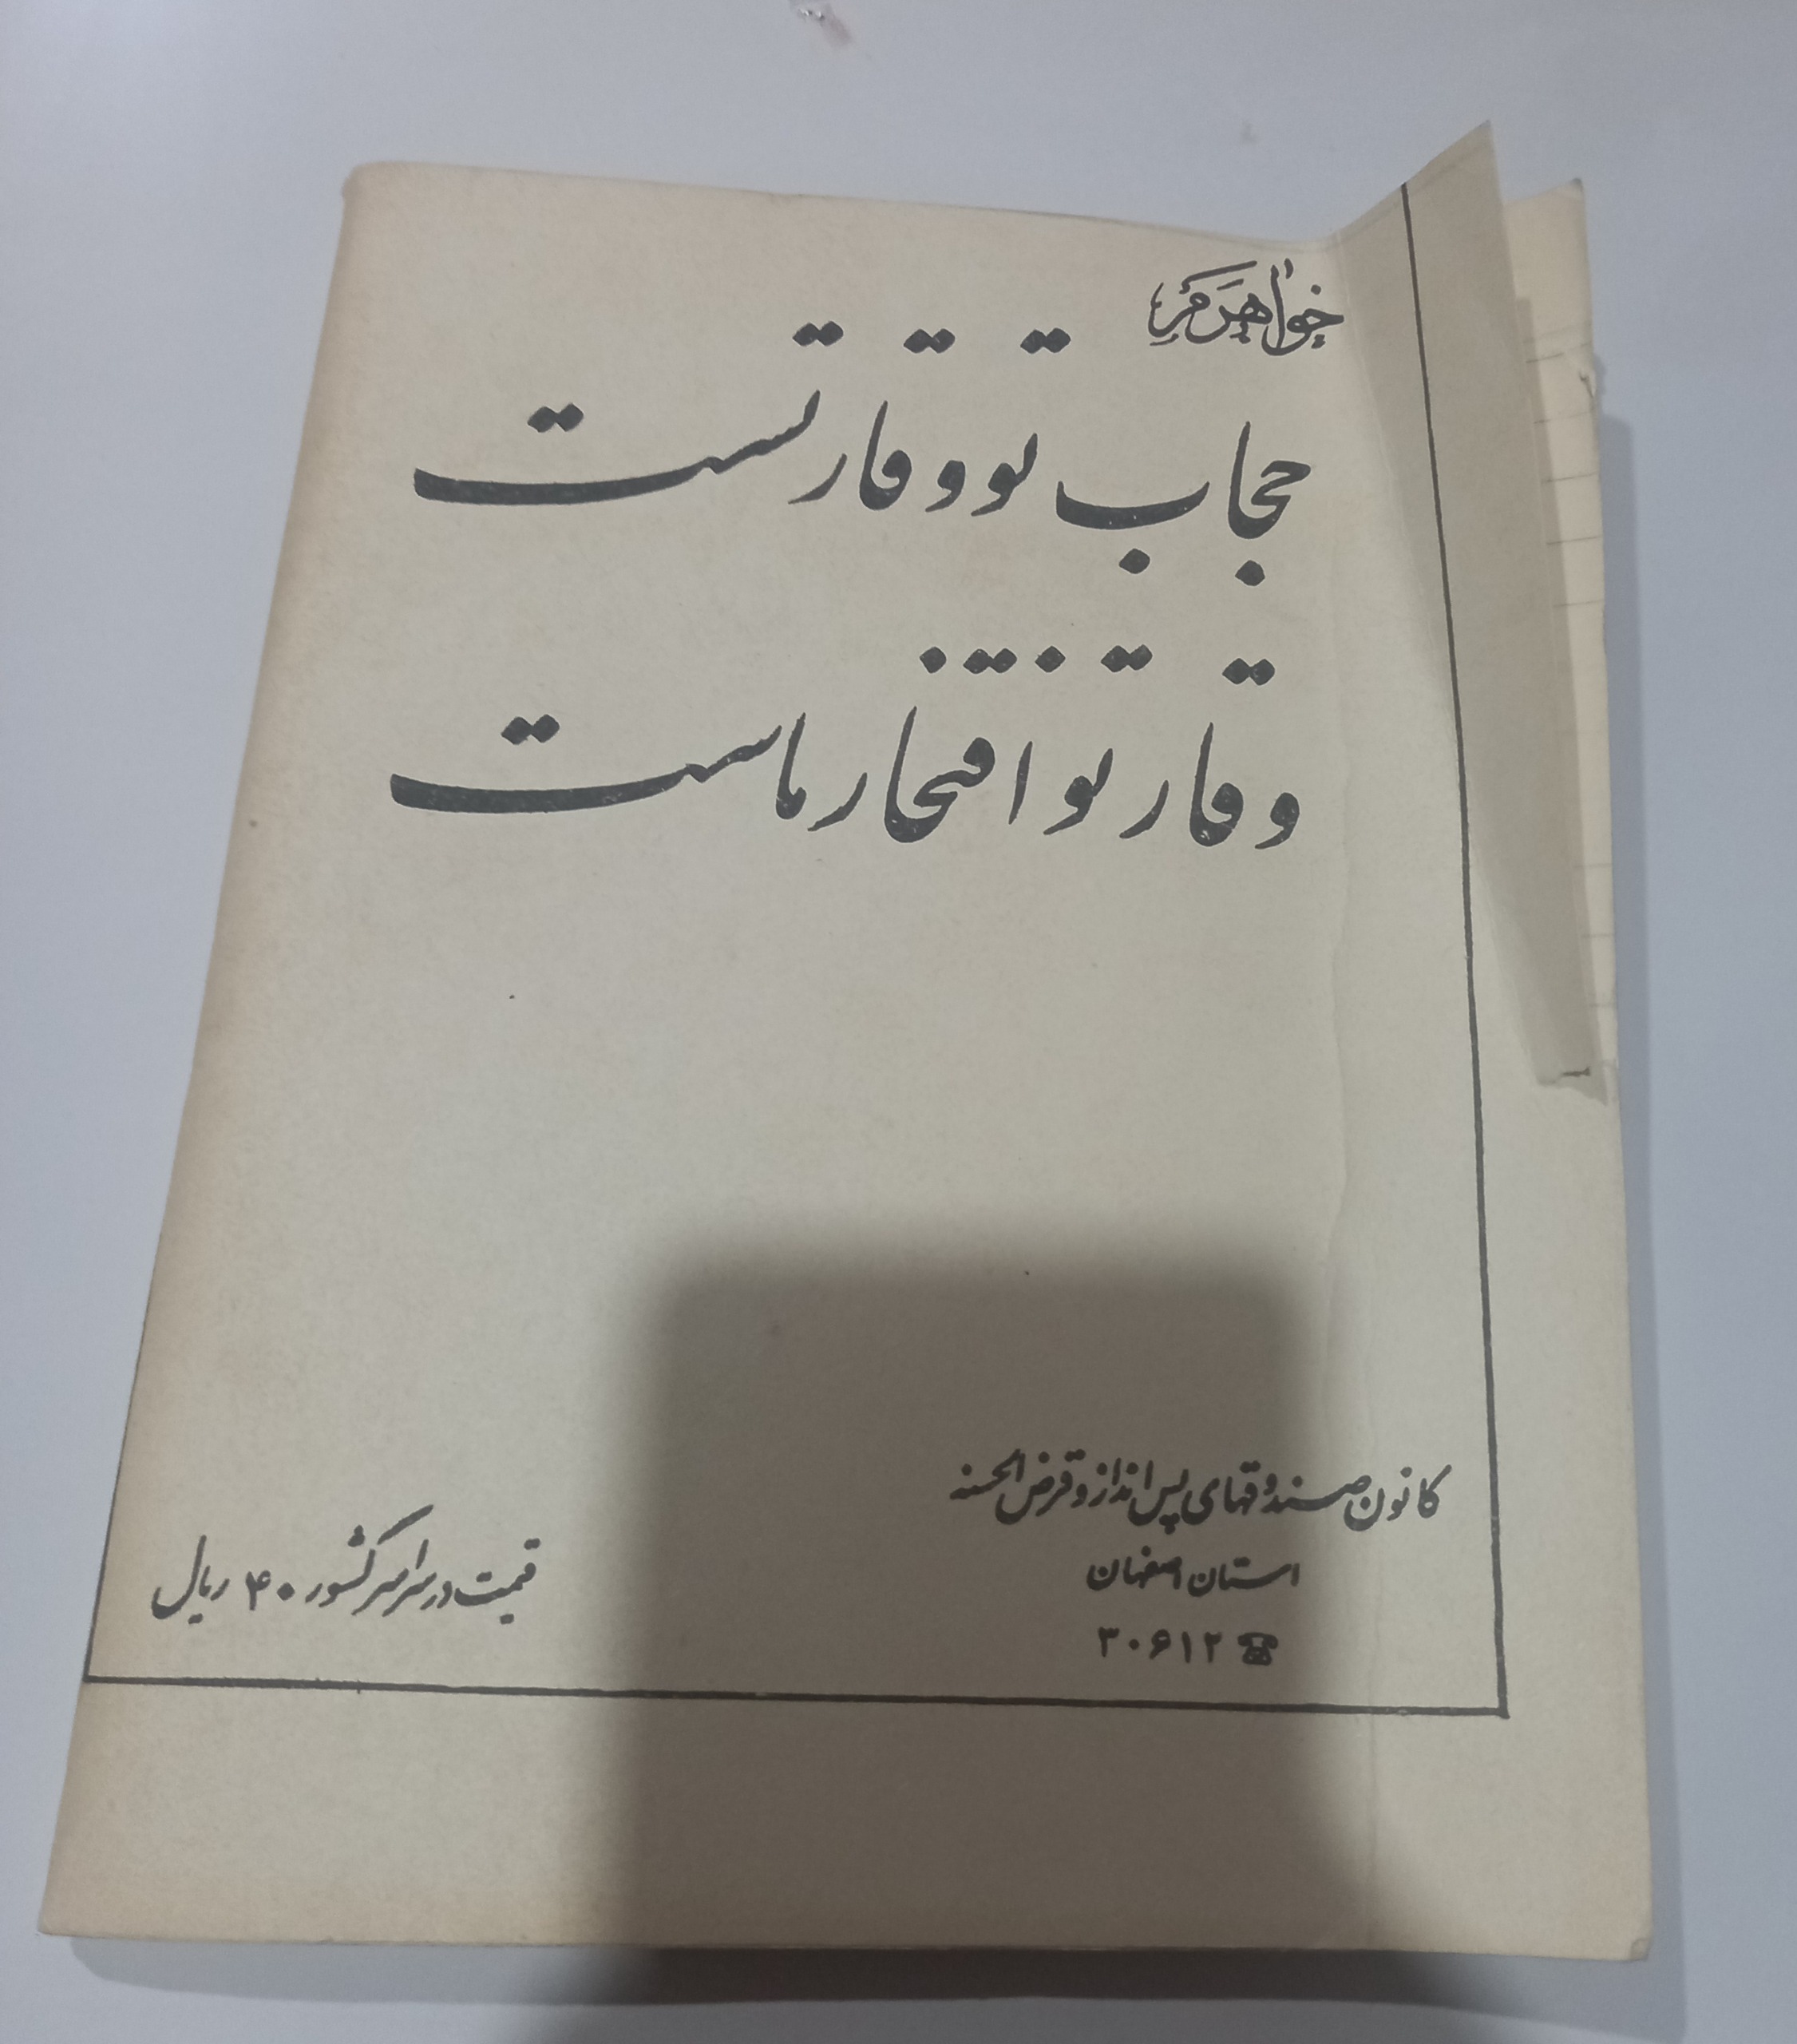 خواهرم
حجاب تو وقار تست
وقار تو افتخار ماست
کانون صندوقهای پس انداز و قرض الحسنه
استان اصفهان
☎ ۳۰۶۱۲
قیمت در سراسر کشور ۴۰ ریال